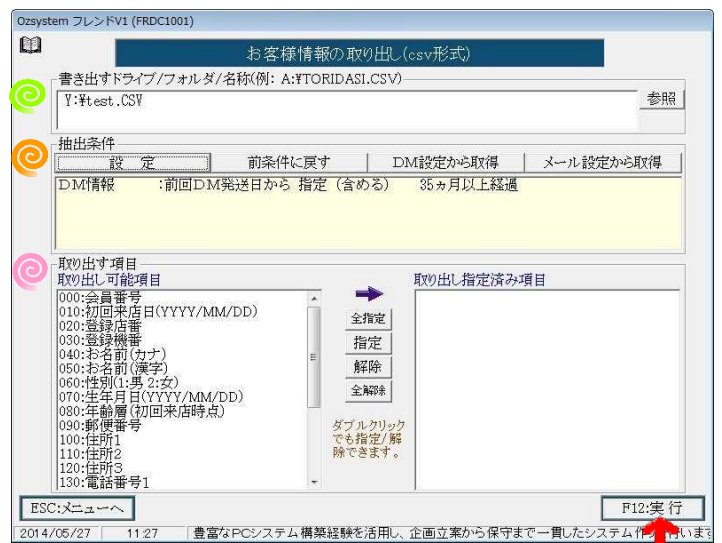 Ozsystem フレンドV1 (FRDC1001)
お客様情報の取り出し(csv形式)
書き出すドライブ/フォルダ/名称(例: A:¥TORIDASI.CSV)
Y:¥test.CSV
参照
抽出条件
設 定 前条件に戻す DM設定から取得 メール設定から取得
DM情報 :前回DM発送日から 指定 (含める) 35ヵ月以上経過
取り出す項目
取り出し可能項目
000:会員番号
010:初回来店日(YYYY/MM/DD)
020:登録店番
030:登録機番
040:お名前(カナ)
050:お名前(漢字)
060:性別(1:男 2:女)
070:生年月日(YYYY/MM/DD)
080:年齢層(初回来店時点)
090:郵便番号
100:住所1
110:住所2
120:住所3
130:電話番号1
全指定
指定
解除
全解除
ダブルクリック
でも指定/解
除できます。
取り出し指定済み項目
ESC:メニューへ
F12:実 行
2014/05/27 11:27 豊富なPCシステム構築経験を活用し、企画立案から保守まで一貫したシステム作